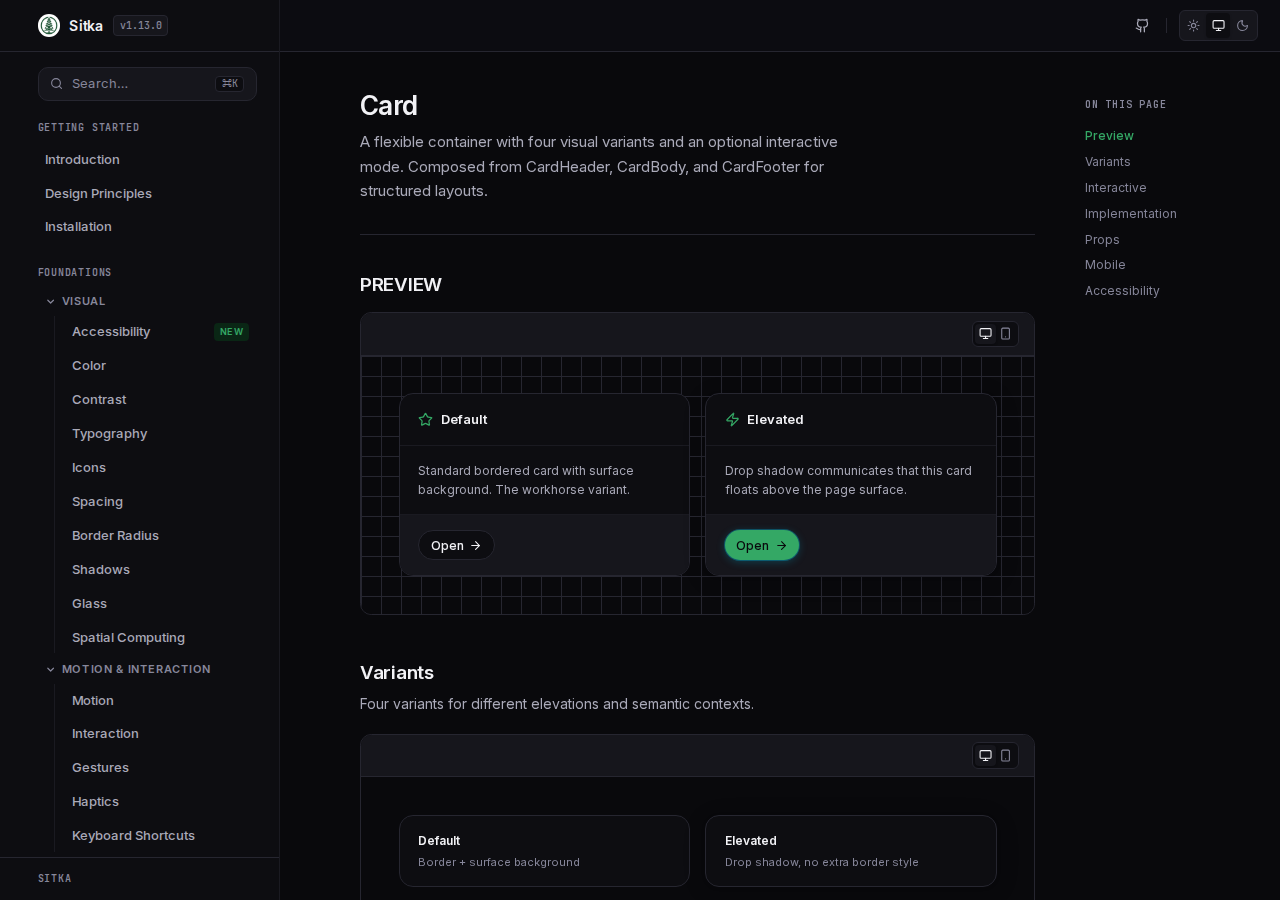 Sitka
v1.13.0
Search...
⌘K
GETTING STARTED
Introduction
Design Principles
Installation
FOUNDATIONS
VISUAL
Accessibility
NEW
Color
Contrast
Typography
Icons
Spacing
Border Radius
Shadows
Glass
Spatial Computing
MOTION & INTERACTION
Motion
Interaction
Gestures
Haptics
Keyboard Shortcuts
SITKA
Card
A flexible container with four visual variants and an optional interactive
mode. Composed from CardHeader, CardBody, and CardFooter for
structured layouts.
PREVIEW
Default
Standard bordered card with surface
background. The workhorse variant.
Open →
Elevated
Drop shadow communicates that this card
floats above the page surface.
Open →
Variants
Four variants for different elevations and semantic contexts.
Default
Border + surface background
Elevated
Drop shadow, no extra border style
ON THIS PAGE
Preview
Variants
Interactive
Implementation
Props
Mobile
Accessibility